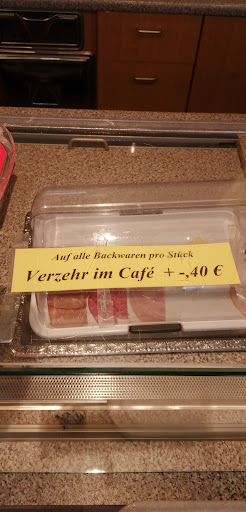 Auf alle Backwaren pro Stück
Verzehr im Café + -,40 €